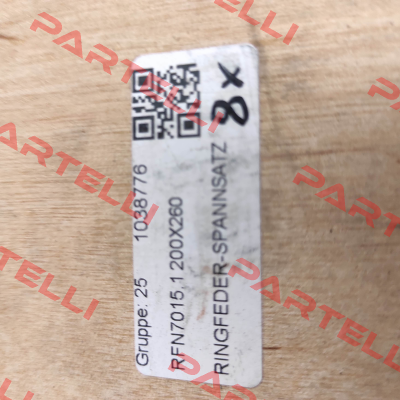 Gruppe: 25 1038776
RFN7015.1 200X260
RINGFEDER-SPANNSATZ
8x
PARTELLI
PARTELLI
PARTELLI
PARTELLI
PARTELLI